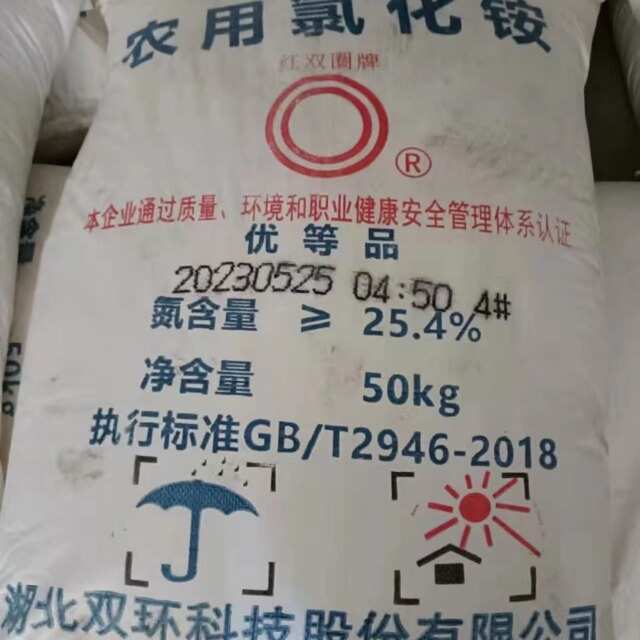 农用氯化铵
红双圈牌
®
本企业通过质量、环境和职业健康安全管理体系认证
优等品
20230525 04:50 4#
氮含量 ≥ 25.4%
净含量 50kg
执行标准GB/T2946-2018
湖北双环科技股份有限公司
50kg